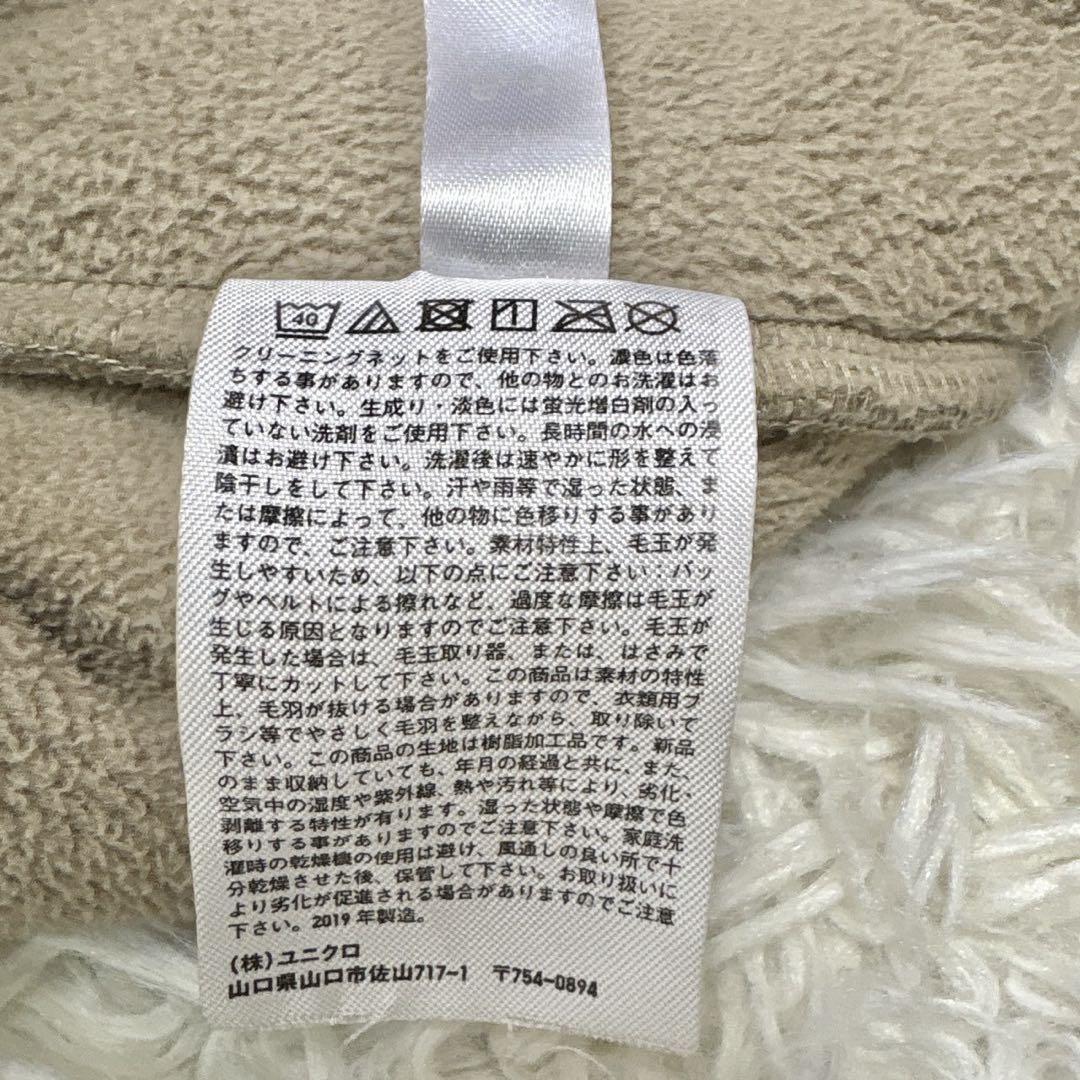 40 1
クリーニングネットをご使用下さい。濃色は色落
ちする事がありますので、他の物とのお洗濯はお
避け下さい。生成り・淡色には蛍光増白剤の入っ
ていない洗剤をご使用下さい。長時間の水への浸
漬はお避け下さい。洗濯後は速やかに形を整えて
陰干しをして下さい。汗や雨等で湿った状態、ま
たは摩擦によって、他の物に色移りする事があり
ますので、ご注意下さい。素材特性上、毛玉が発
生しやすいため、以下の点にご注意下さい：バッ
グやベルトによる擦れなど、過度な摩擦は毛玉が
生じる原因となりますのでご注意下さい。毛玉が
発生した場合は、毛玉取り器、または、はさみで
丁寧にカットして下さい。この商品は素材の特性
上、毛羽が抜ける場合がありますので、衣類用ブ
ラシ等でやさしく毛羽を整えながら、取り除いて
下さい。この商品の生地は樹脂加工品です。新品
のまま収納していても、年月の経過と共に、また、
空気中の湿度や紫外線、熱や汚れ等により、劣化、
剥離する特性が有ります。湿った状態や摩擦で色
移りする事がありますのでご注意下さい。家庭洗
濯時の乾燥機の使用は避け、風通しの良い所で十
分乾燥させた後、保管して下さい。お取り扱いに
より劣化が促進される場合がありますのでご注意
下さい。2019年製造。
(株)ユニクロ
山口県山口市佐山717-1 〒754-0894